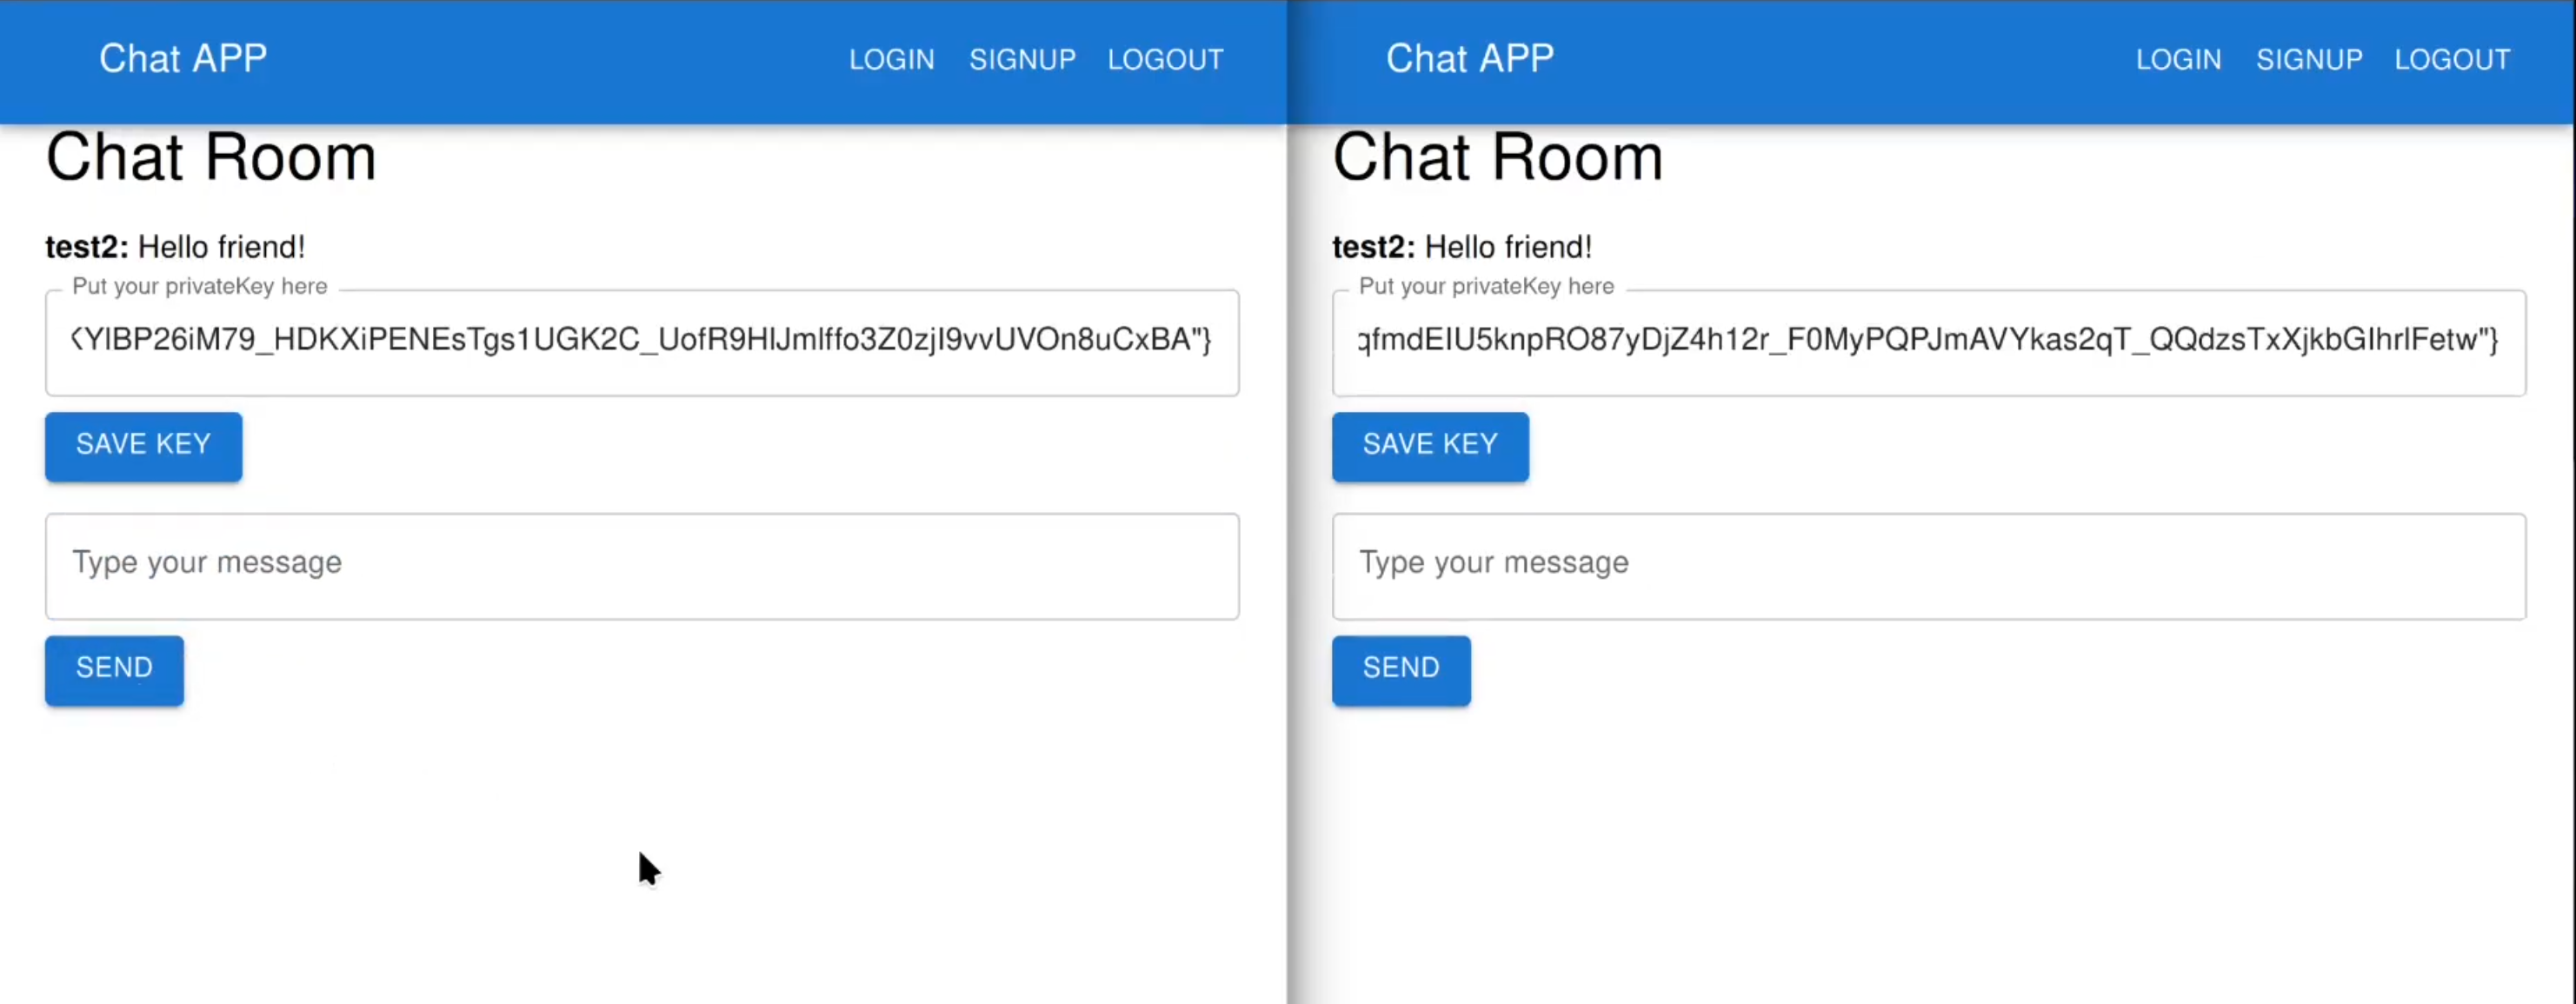 Chat APP LOGIN SIGNUP LOGOUT
Chat Room
test2: Hello friend!
Put your privateKey here
YIBP26iM79_HDKXiPENEsTgs1UGK2C_UofR9HIJmlffo3Z0zjI9vvUVOn8uCxBA"}
SAVE KEY
Type your message
SEND
Chat APP LOGIN SIGNUP LOGOUT
Chat Room
test2: Hello friend!
Put your privateKey here
qfmdEIU5knpRO87yDjZ4h12r_F0MyPQPJmAVYkas2qT_QQdzsTxXjkbGIhrIFetw"}
SAVE KEY
Type your message
SEND